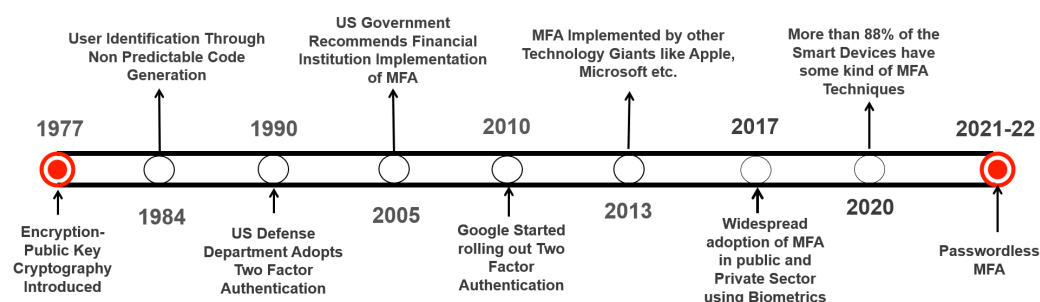 User Identification Through
Non Predictable Code
Generation
US Government
Recommends Financial
Institution Implementation
of MFA
MFA Implemented by other
Technology Giants like Apple,
Microsoft etc.
More than 88% of the
Smart Devices have
some kind of MFA
Techniques
1977
1990
2010
2017
2021-22
1984
2005
2013
2020
Encryption-
Public Key
Cryptography
Introduced
US Defense
Department Adopts
Two Factor
Authentication
Google Started
rolling out Two
Factor
Authentication
Widespread
adoption of MFA
in public and
Private Sector
using Biometrics
Passwordless
MFA